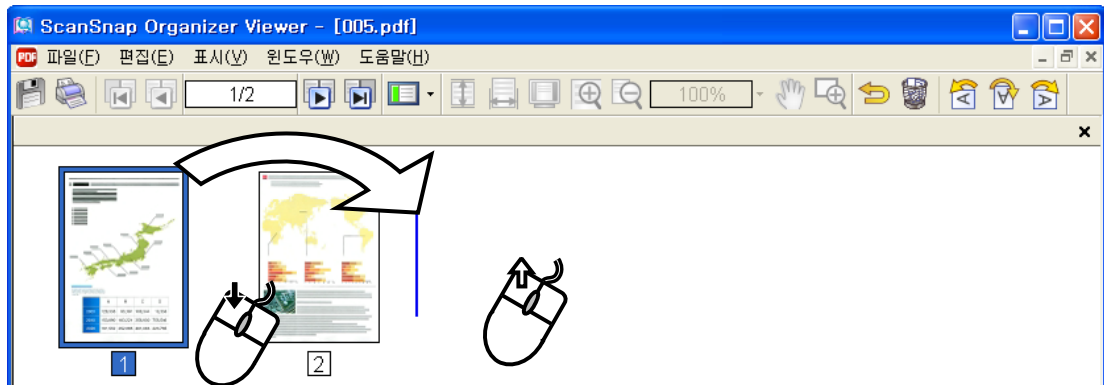 ScanSnap Organizer Viewer - [005.pdf]
PDF 파일(F) 편집(E) 표시(V) 윈도우(W) 도움말(H)
1/2 100%
1 2